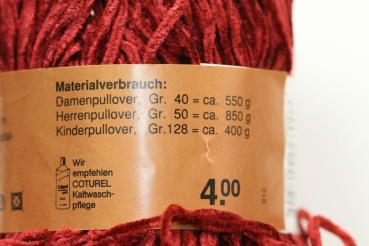 Materialverbrauch:
Damenpullover, Gr. 40 = ca. 550 g
Herrenpullover, Gr. 50 = ca. 850 g
Kinderpullover, Gr.128 = ca. 400 g
Wir
empfehlen
COTUREL
Kaltwasch-
pflege
4.00
912